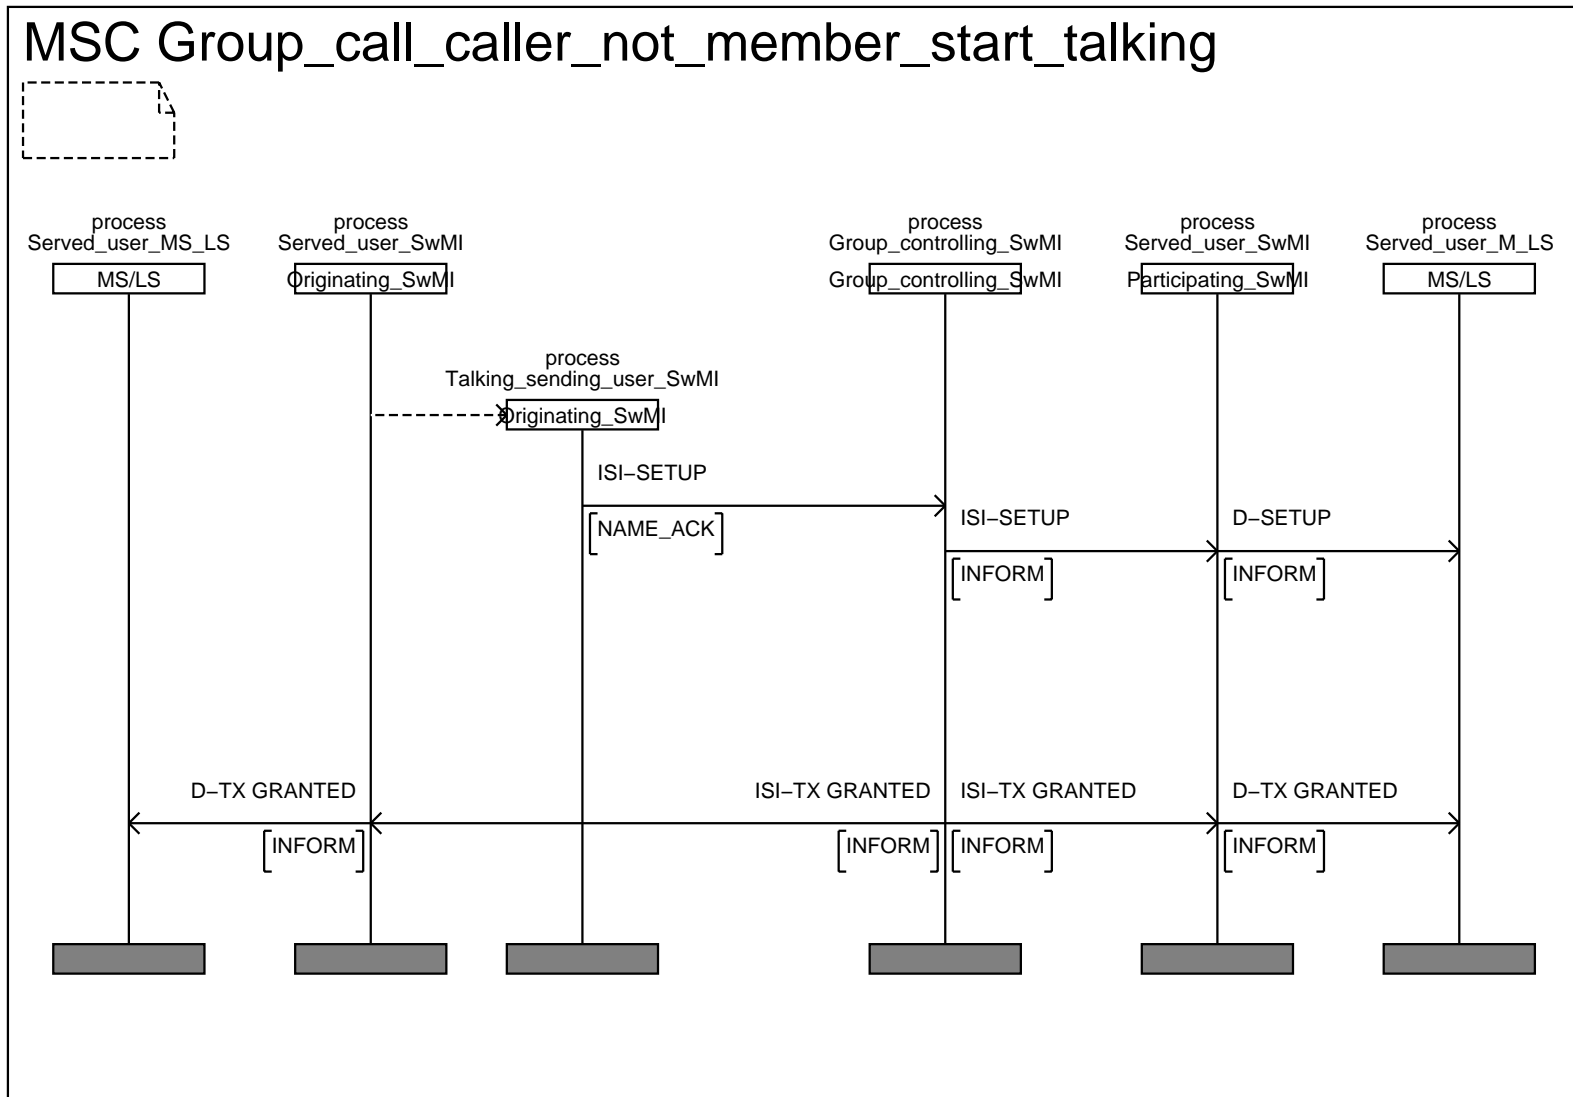 MSC Group_call_caller_not_member_start_talking
process
Served_user_MS_LS
MS/LS
process
Served_user_SwMI
Originating_SwMI
process
Group_controlling_SwMI
Group_controlling_SwMI
process
Served_user_SwMI
Participating_SwMI
process
Served_user_M_LS
MS/LS
process
Talking_sending_user_SwMI
Originating_SwMI
ISI−SETUP
NAME_ACK
ISI−SETUP
INFORM
D−SETUP
INFORM
D−TX GRANTED
INFORM
ISI−TX GRANTED
INFORM
ISI−TX GRANTED
INFORM
D−TX GRANTED
INFORM